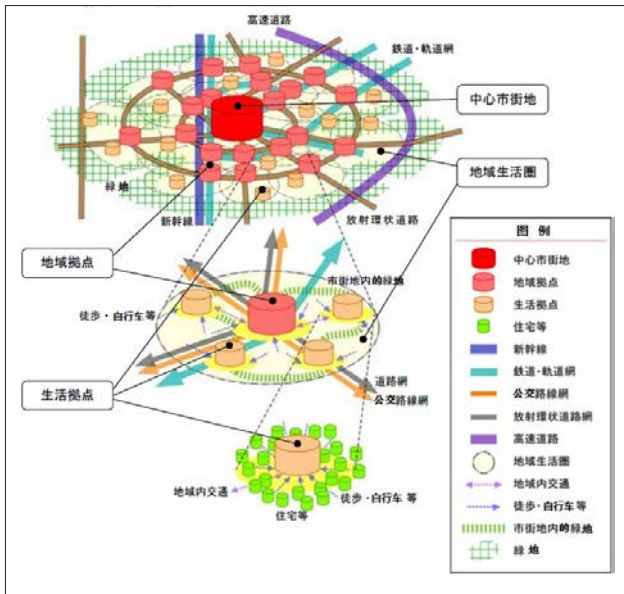 高速道路
鉄道・軌道網
中心市街地
地域生活圏
緑地
新幹線
放射環状道路
地域拠点
市街地内的緑地
徒歩・自行车等
道路網
公交路線網
生活拠点
地域内交通
徒歩・自行车 等
住宅等
图 例
中心市街地
地域拠点
生活拠点
住宅等
新幹線
鉄道・軌道網
公交路線網
放射環状道路網
高速道路
地域生活圏
地域内交通
徒歩・自行车 等
市街地内的緑地
緑 地